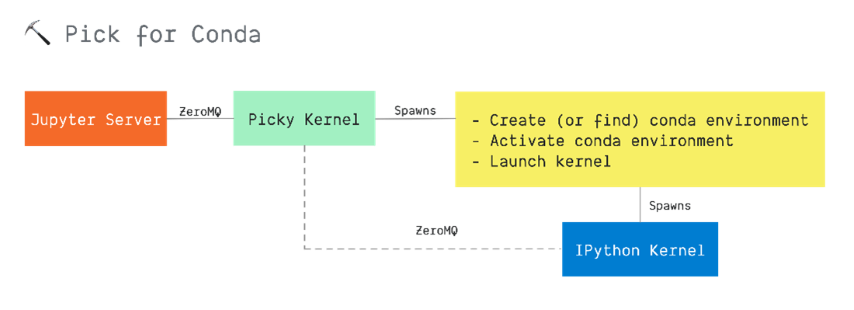 Pick for Conda
Jupyter Server
ZeroMQ
Picky Kernel
Spawns
- Create (or find) conda environment
- Activate conda environment
- Launch kernel
Spawns
ZeroMQ
IPython Kernel